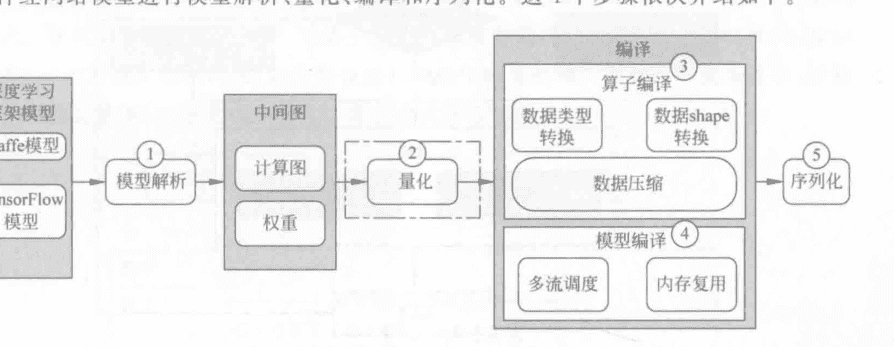 神经网络模型进行模型解析、量化、编译和序列化。这4个步骤依次介绍如下。
度学习
架模型
affe模型
nsorFlow
模型
①
模型解析
中间图
计算图
权重
②
量化
编译
算子编译 ③
数据类型
转换
数据shape
转换
数据压缩
模型编译 ④
多流调度
内存复用
⑤
序列化